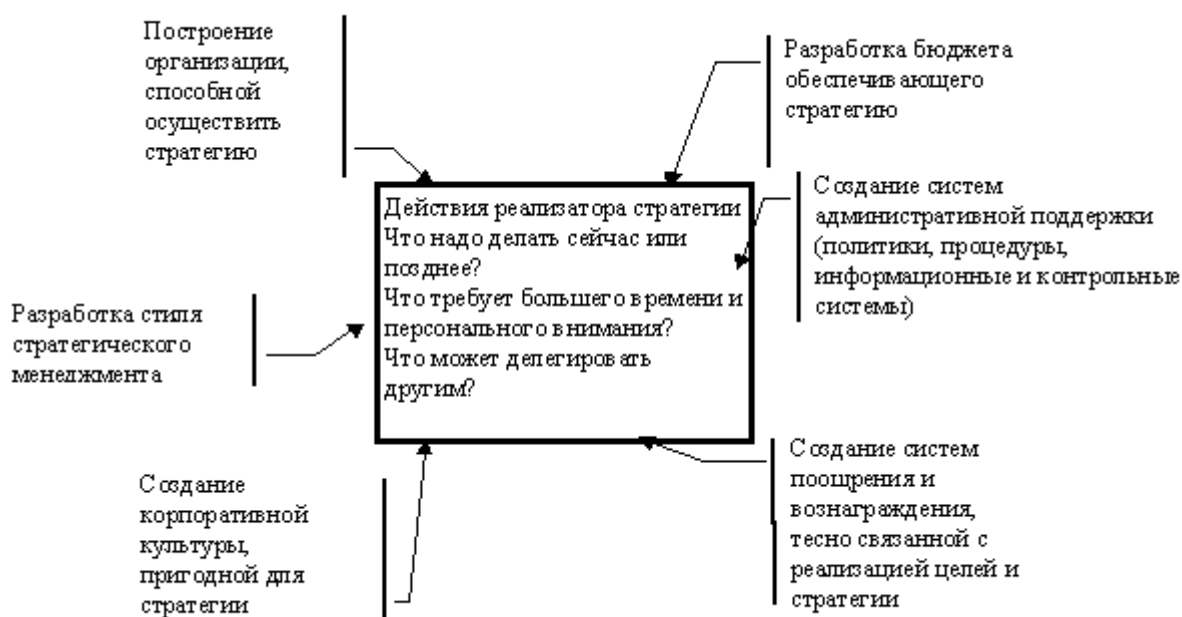 Построение
организации,
способной
осуществить
стратегию
Разработка бюджета
обеспечивающего
стратегию
Действия реализатора стратегии
Что надо делать сейчас или
позднее?
Что требует большего времени и
персонального внимания?
Что может делегировать
другим?
Создание систем
административной поддержки
(политики, процедуры,
информационные и контрольные
системы)
Разработка стиля
стратегического
менеджмента
Создание
корпоративной
культуры,
пригодной для
стратегии
Создание систем
поощрения и
вознаграждения,
тесно связанной с
реализацией целей и
стратегии